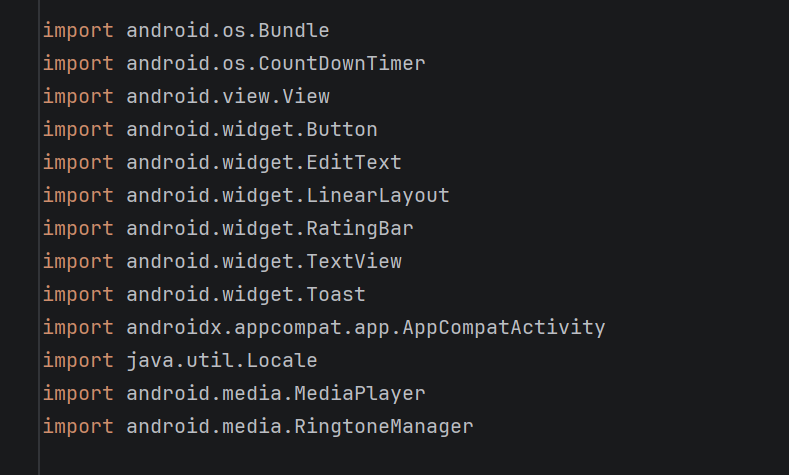 import android.os.Bundle
import android.os.CountDownTimer
import android.view.View
import android.widget.Button
import android.widget.EditText
import android.widget.LinearLayout
import android.widget.RatingBar
import android.widget.TextView
import android.widget.Toast
import androidx.appcompat.app.AppCompatActivity
import java.util.Locale
import android.media.MediaPlayer
import android.media.RingtoneManager